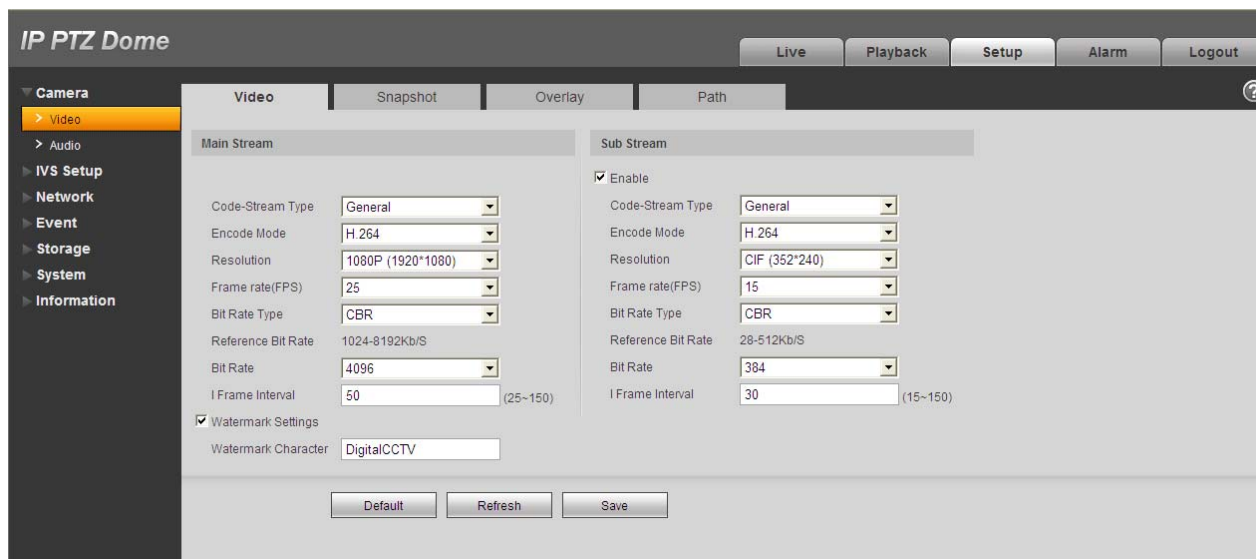 IP PTZ Dome
Live
Playback
Setup
Alarm
Logout
Camera
> Video
> Audio
IVS Setup
Network
Event
Storage
System
Information
Video
Snapshot
Overlay
Path
?
Main Stream
Code-Stream Type General
Encode Mode H.264
Resolution 1080P (1920*1080)
Frame rate(FPS) 25
Bit Rate Type CBR
Reference Bit Rate 1024-8192Kb/S
Bit Rate 4096
I Frame Interval 50 (25~150)
Watermark Settings
Watermark Character DigitalCCTV
Sub Stream
Enable
Code-Stream Type General
Encode Mode H.264
Resolution CIF (352*240)
Frame rate(FPS) 15
Bit Rate Type CBR
Reference Bit Rate 28-512Kb/S
Bit Rate 384
I Frame Interval 30 (15~150)
Default
Refresh
Save